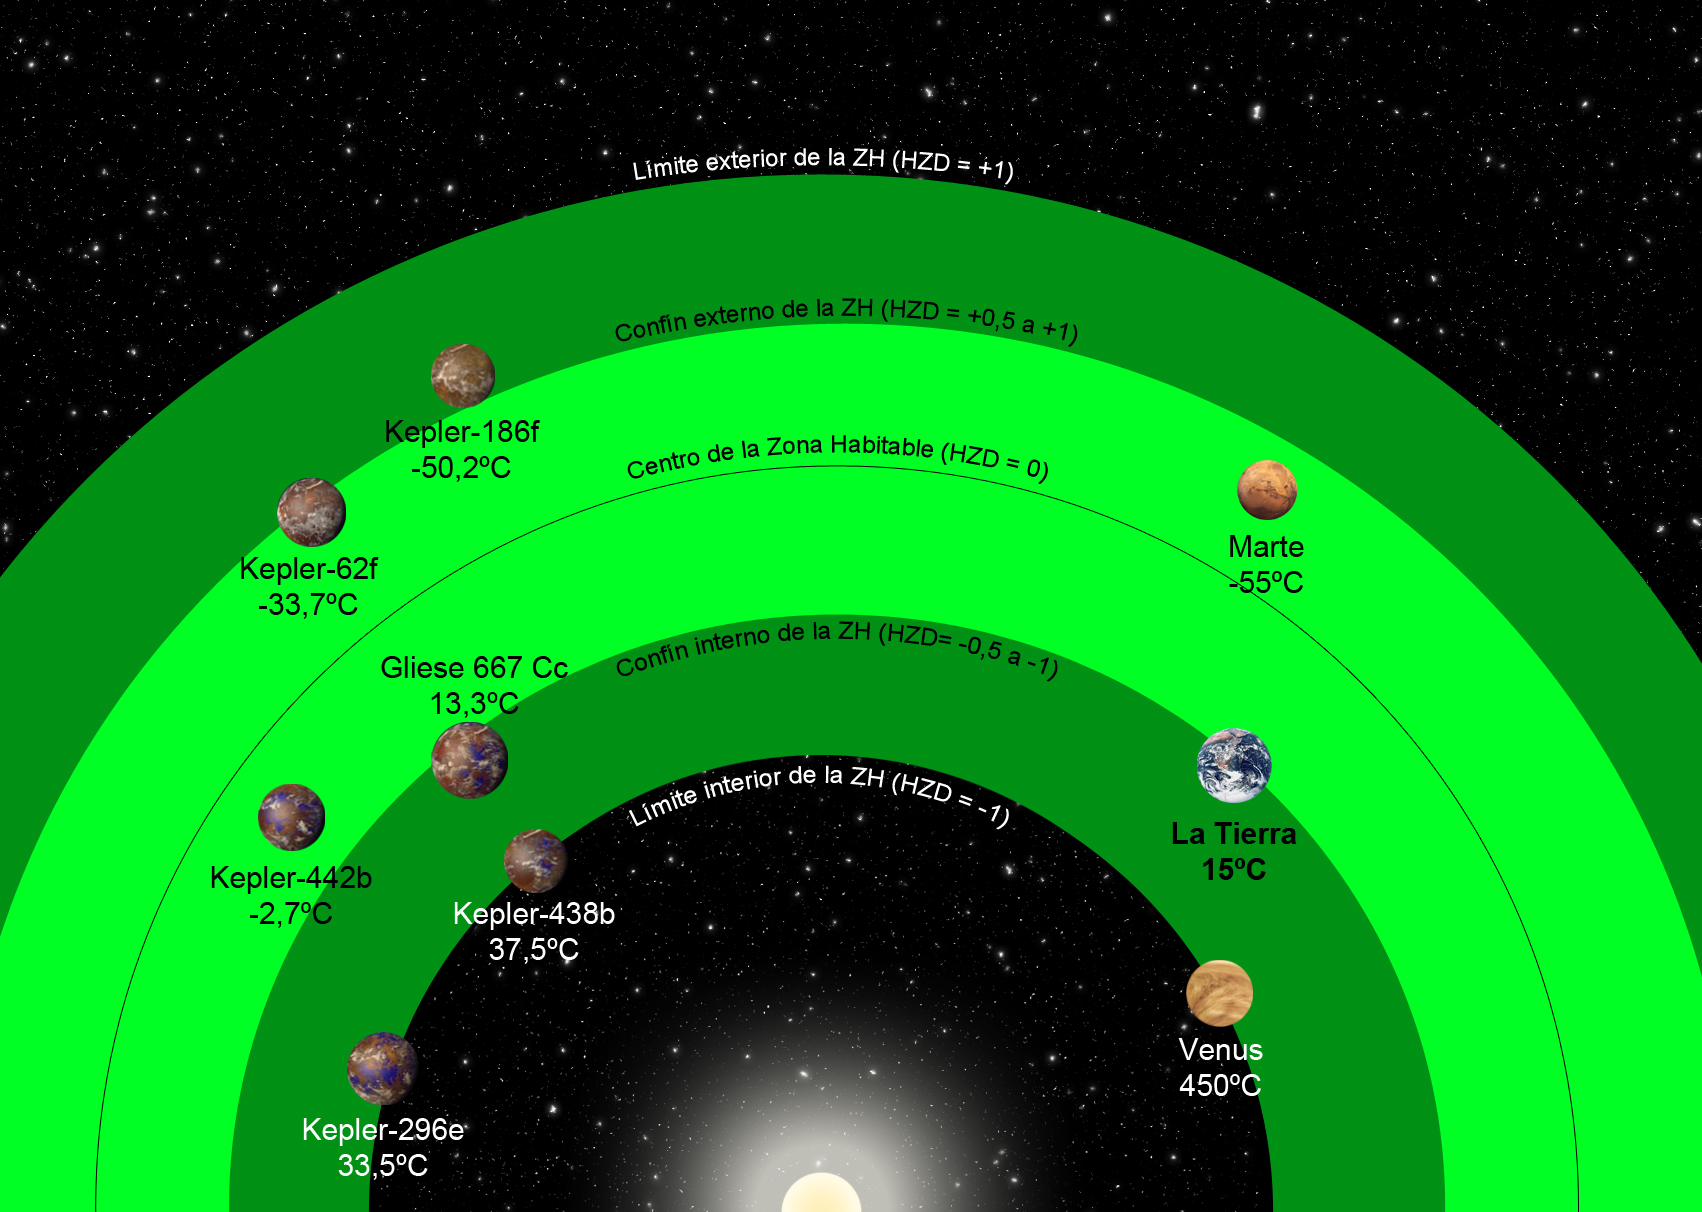 Límite exterior de la ZH (HZD = +1)
Confín externo de la ZH (HZD = +0,5 a +1)
Kepler-186f
-50,2ºC
Centro de la Zona Habitable (HZD = 0)
Marte
-55ºC
Kepler-62f
-33,7ºC
Confín interno de la ZH (HZD= -0,5 a -1)
Gliese 667 Cc
13,3ºC
Límite interior de la ZH (HZD = -1)
La Tierra
15ºC
Kepler-442b
-2,7ºC
Kepler-438b
37,5ºC
Venus
450ºC
Kepler-296e
33,5ºC